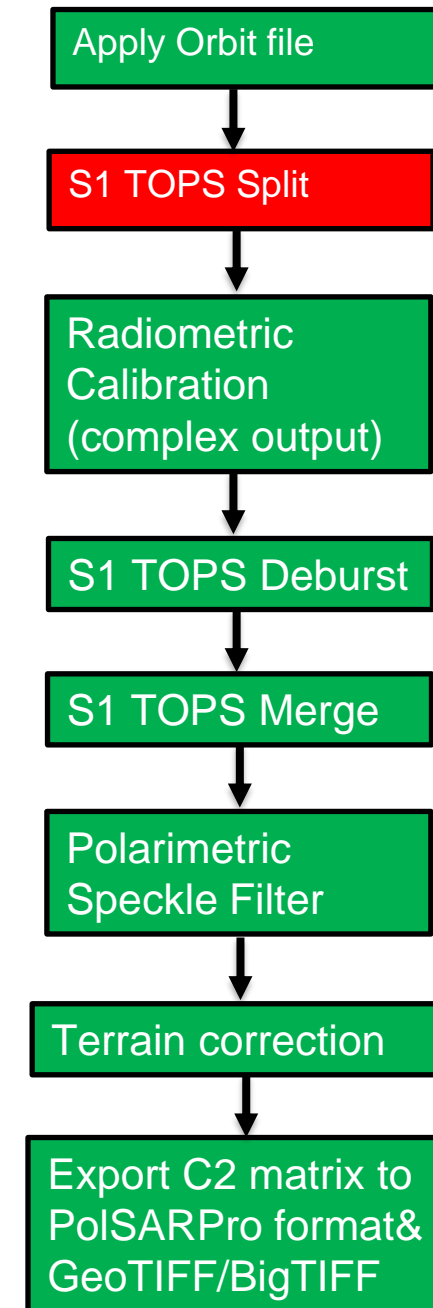 Apply Orbit file
S1 TOPS Split
Radiometric
Calibration
(complex output)
S1 TOPS Deburst
S1 TOPS Merge
Polarimetric
Speckle Filter
Terrain correction
Export C2 matrix to
PolSARPro format&
GeoTIFF/BigTIFF